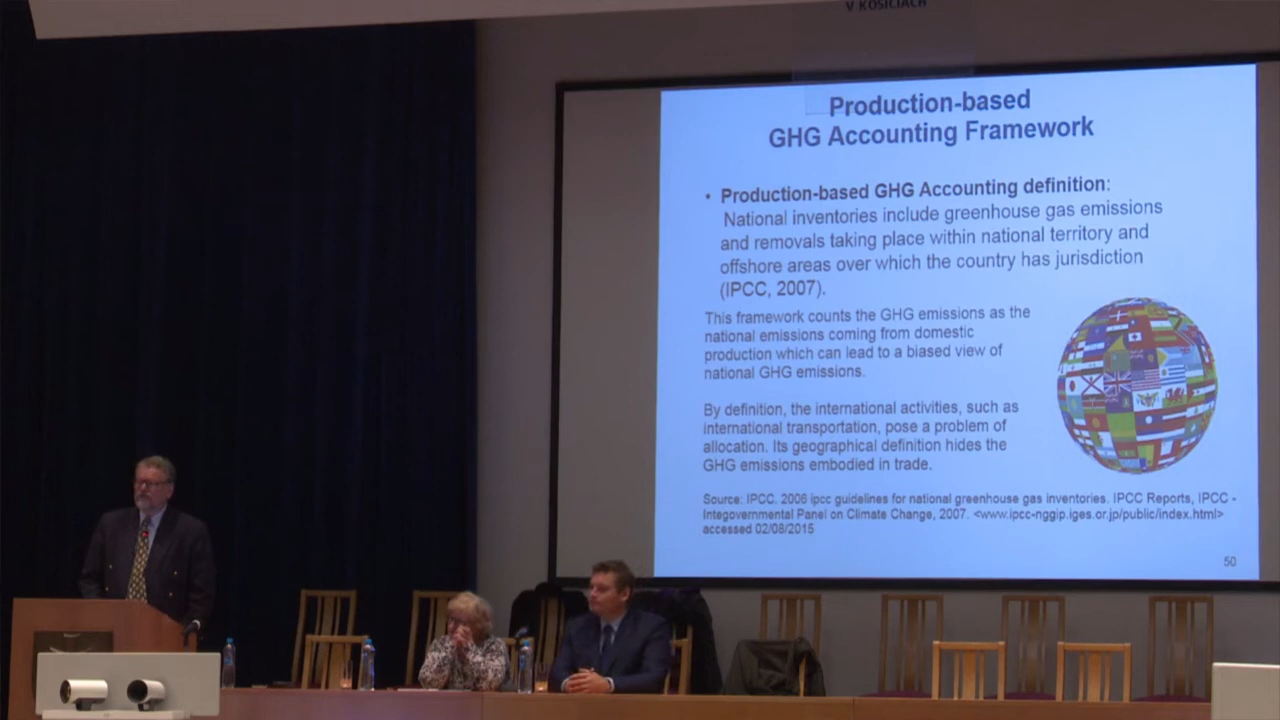 V KOŠICIACH
Production-based
GHG Accounting Framework
• Production-based GHG Accounting definition:
National inventories include greenhouse gas emissions
and removals taking place within national territory and
offshore areas over which the country has jurisdiction
(IPCC, 2007).
This framework counts the GHG emissions as the
national emissions coming from domestic
production which can lead to a biased view of
national GHG emissions.
By definition, the international activities, such as
international transportation, pose a problem of
allocation. Its geographical definition hides the
GHG emissions embodied in trade.
Source: IPCC. 2006 ipcc guidelines for national greenhouse gas inventories. IPCC Reports, IPCC -
Integovernmental Panel on Climate Change, 2007. <www.ipcc-nggip.iges.or.jp/public/index.html>
accessed 02/08/2015
50